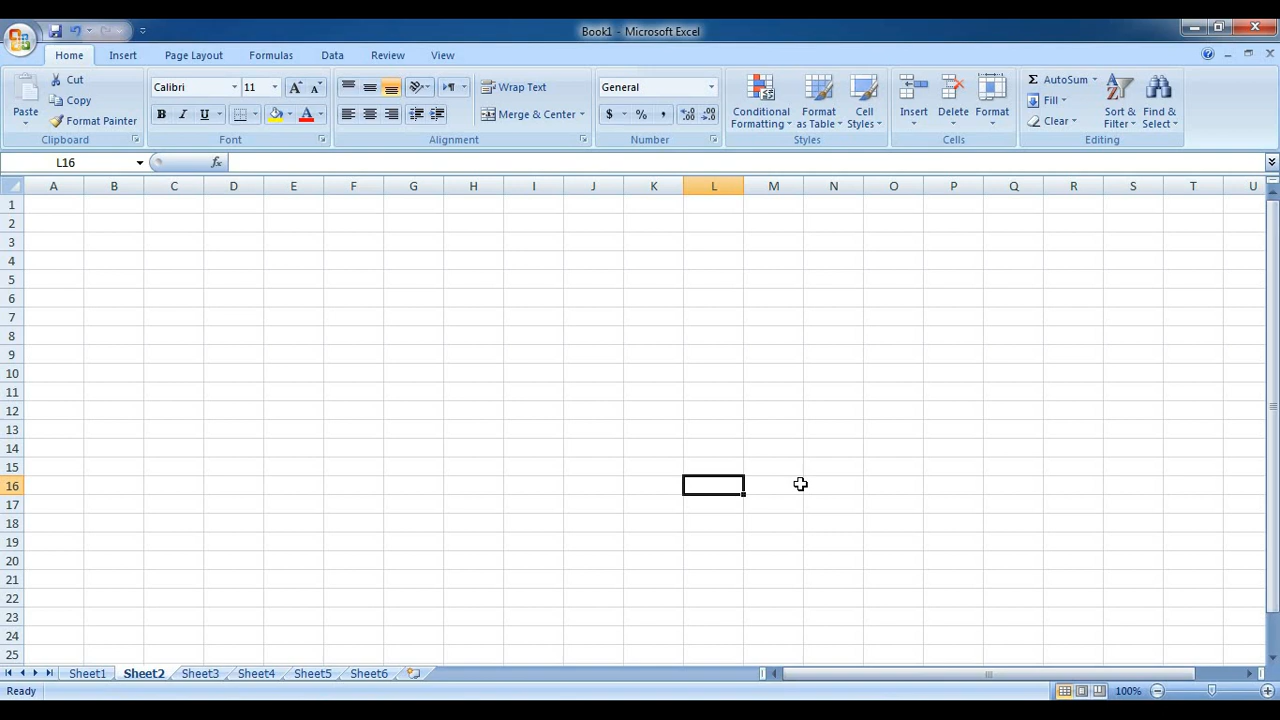 Book1 - Microsoft Excel
Home Insert Page Layout Formulas Data Review View
Paste Cut Copy Format Painter Clipboard
Calibri 11 A A B I U A Font
Wrap Text Merge & Center Alignment
General $ % , .0 .00 .00 .0 Number
Conditional Formatting Format as Table Cell Styles Styles
Insert Delete Format Cells
Σ AutoSum Fill Clear Sort & Filter Find & Select Editing
L16 fx
A B C D E F G H I J K L M N O P Q R S T U
1
2
3
4
5
6
7
8
9
10
11
12
13
14
15
16
17
18
19
20
21
22
23
24
25
Sheet1 Sheet2 Sheet3 Sheet4 Sheet5 Sheet6
Ready 100%